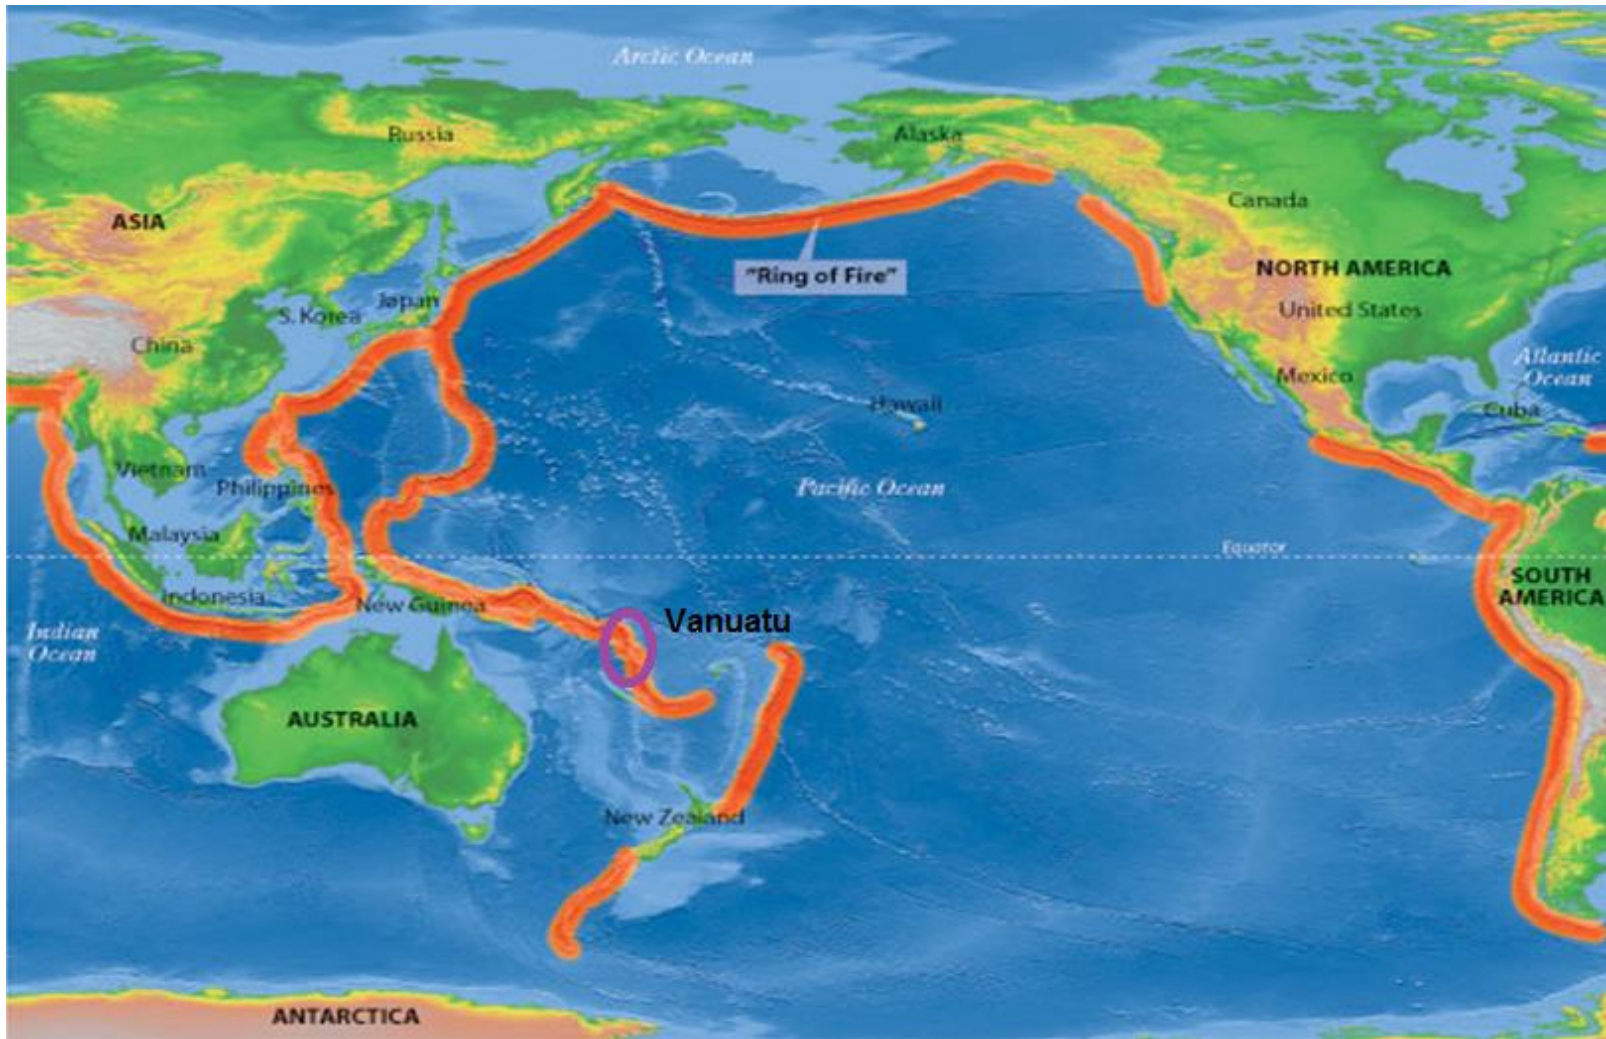 Arctic Ocean
Russia
Alaska
Canada
ASIA
"Ring of Fire"
NORTH AMERICA
Japan
S. Korea
United States
China
Atlantic
Ocean
Mexico
Hawaii
Cuba
Vietnam
Philippines
Pacific Ocean
Malaysia
Equator
SOUTH
AMERICA
Indonesia
New Guinea
Vanuatu
Indian
Ocean
AUSTRALIA
New Zealand
ANTARCTICA